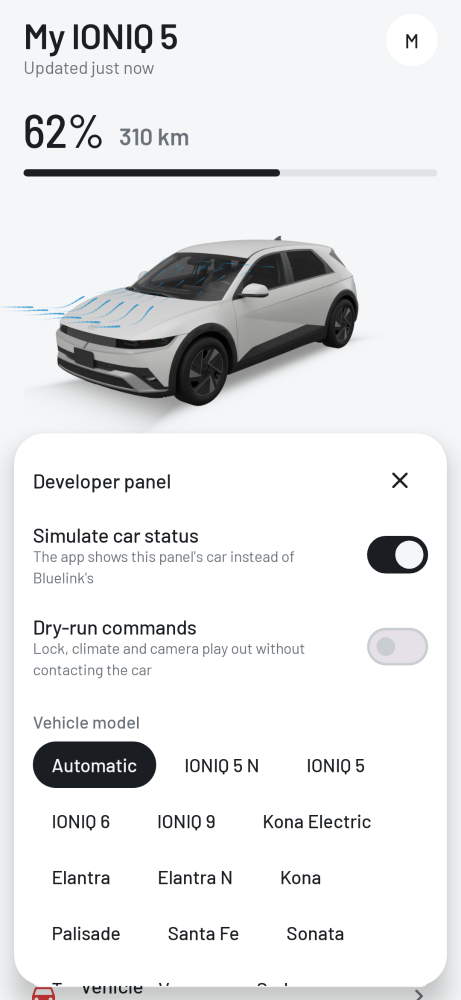 My IONIQ 5
M
Updated just now
62% 310 km
Developer panel
Simulate car status
The app shows this panel's car instead of
Bluelink's
Dry-run commands
Lock, climate and camera play out without
contacting the car
Vehicle model
Automatic IONIQ 5 N IONIQ 5
IONIQ 6 IONIQ 9 Kona Electric
Elantra Elantra N Kona
Palisade Santa Fe Sonata
Vehicle